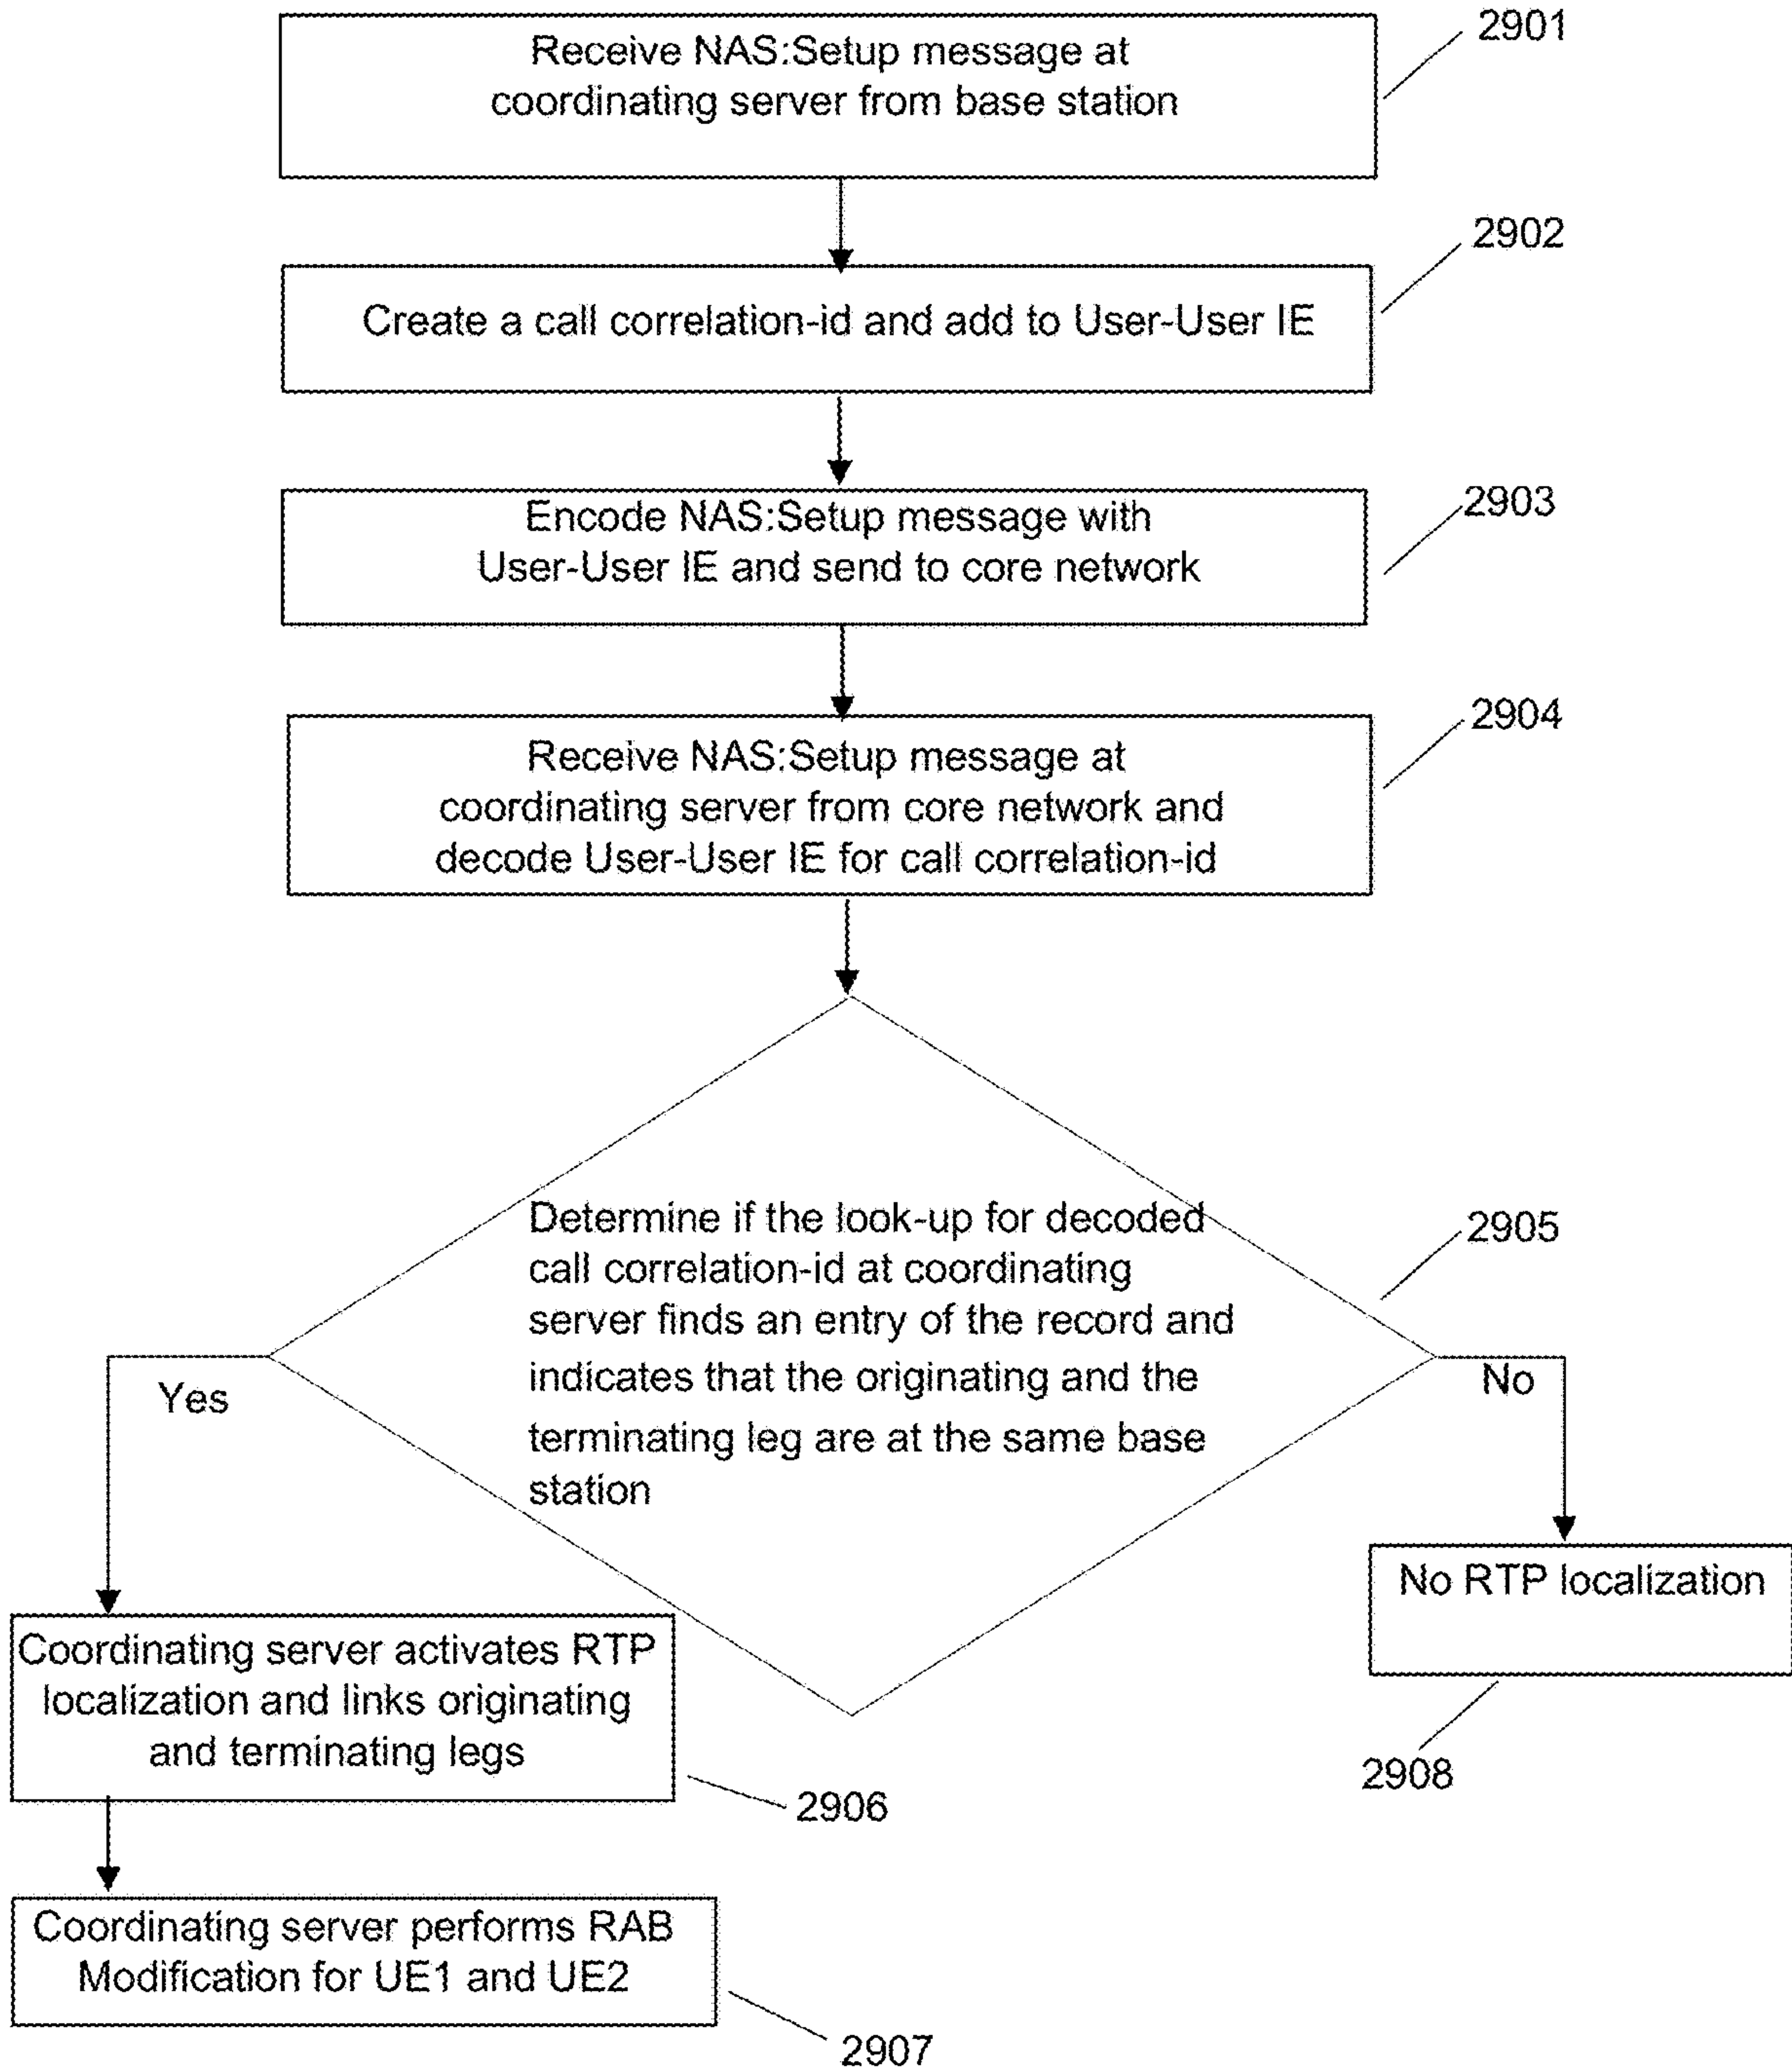 Receive NAS:Setup message at
coordinating server from base station
2901
Create a call correlation-id and add to User-User IE
2902
Encode NAS:Setup message with
User-User IE and send to core network
2903
Receive NAS:Setup message at
coordinating server from core network and
decode User-User IE for call correlation-id
2904
Determine if the look-up for decoded
call correlation-id at coordinating
server finds an entry of the record and
indicates that the originating and the
terminating leg are at the same base
station
2905
Yes
No
Coordinating server activates RTP
localization and links originating
and terminating legs
2906
No RTP localization
2908
Coordinating server performs RAB
Modification for UE1 and UE2
2907